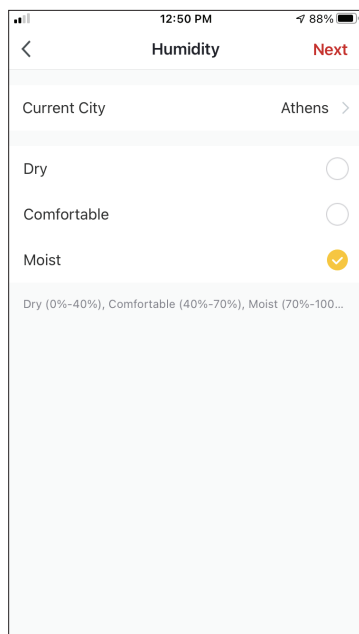 12:50 PM 88%
Humidity Next
Current City Athens
Dry
Comfortable
Moist
Dry (0%-40%), Comfortable (40%-70%), Moist (70%-100...